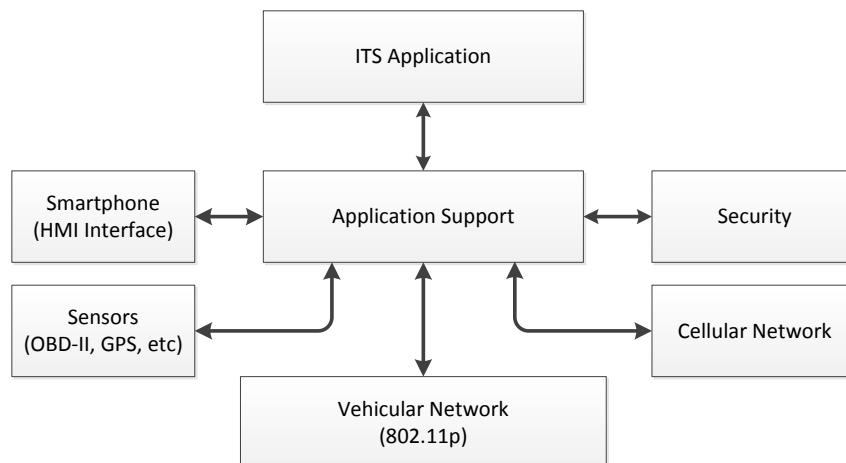 ITS Application
Smartphone
(HMI Interface)
Application Support
Security
Sensors
(OBD-II, GPS, etc)
Cellular Network
Vehicular Network
(802.11p)